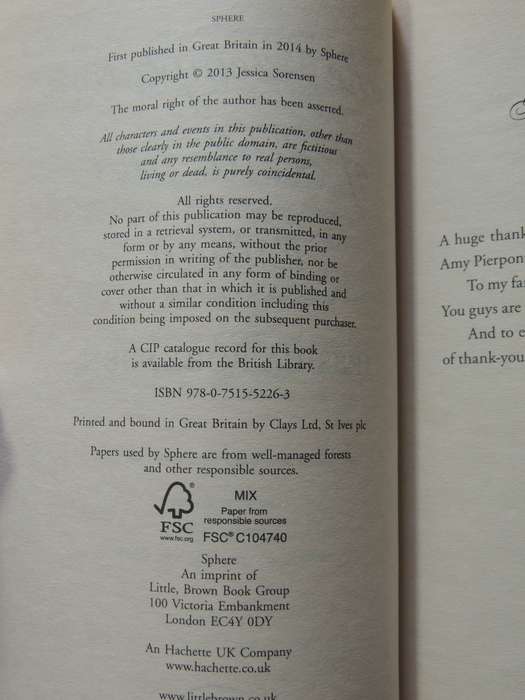 SPHERE
First published in Great Britain in 2014 by Sphere
Copyright © 2013 Jessica Sorensen
The moral right of the author has been asserted.
All characters and events in this publication, other than
those clearly in the public domain, are fictitious
and any resemblance to real persons,
living or dead, is purely coincidental.
All rights reserved.
No part of this publication may be reproduced,
stored in a retrieval system, or transmitted, in any
form or by any means, without the prior
permission in writing of the publisher, nor be
otherwise circulated in any form of binding or
cover other than that in which it is published and
without a similar condition including this
condition being imposed on the subsequent purchaser.
A CIP catalogue record for this book
is available from the British Library.
ISBN 978-0-7515-5226-3
Printed and bound in Great Britain by Clays Ltd, St Ives plc
Papers used by Sphere are from well-managed forests
and other responsible sources.
FSC
www.fsc.org
MIX
Paper from
responsible sources
FSC® C104740
Sphere
An imprint of
Little, Brown Book Group
100 Victoria Embankment
London EC4Y 0DY
An Hachette UK Company
www.hachette.co.uk
www.littlebrown.co.uk
A huge thank
Amy Pierpon
To my fa
You guys are
And to e
of thank-you